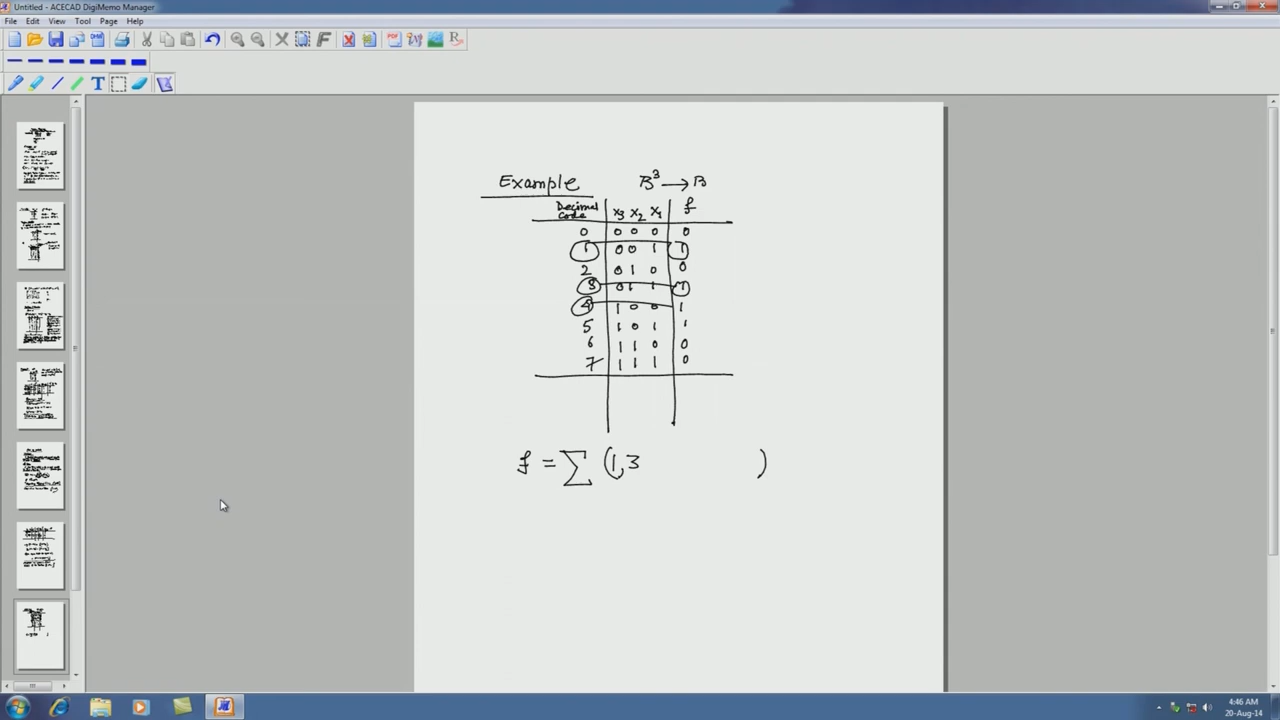 Untitled - ACECAD DigiMemo Manager
File Edit View Tool Page Help
Example B³ → B
Decimal Code x₃ x₂ x₁ f
0 0 0 0 0
1 0 0 1 1
2 0 1 0 0
3 0 1 1 1
4 1 0 0 1
5 1 0 1 1
6 1 1 0 0
7 1 1 1 0
f = ∑ (1,3 )
4:46 AM
20-Aug-14